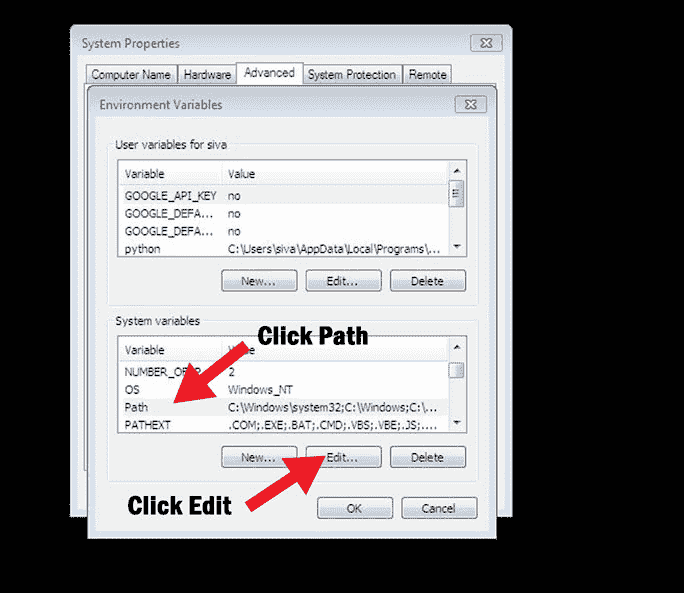 System Properties
Computer Name Hardware Advanced System Protection Remote
Environment Variables
User variables for siva
Variable Value
GOOGLE_API_KEY no
GOOGLE_DEFA... no
GOOGLE_DEFA... no
python C:\Users\siva\AppData\Local\Programs\...
New... Edit... Delete
System variables
Click Path
Variable
2
OS Windows_NT
Path C:\Windows\system32;C:\Windows;C:\...
PATHEXT .COM;.EXE;.BAT;.CMD;.VBS;.VBE;.JS;....
New... Edit... Delete
Click Edit
OK Cancel